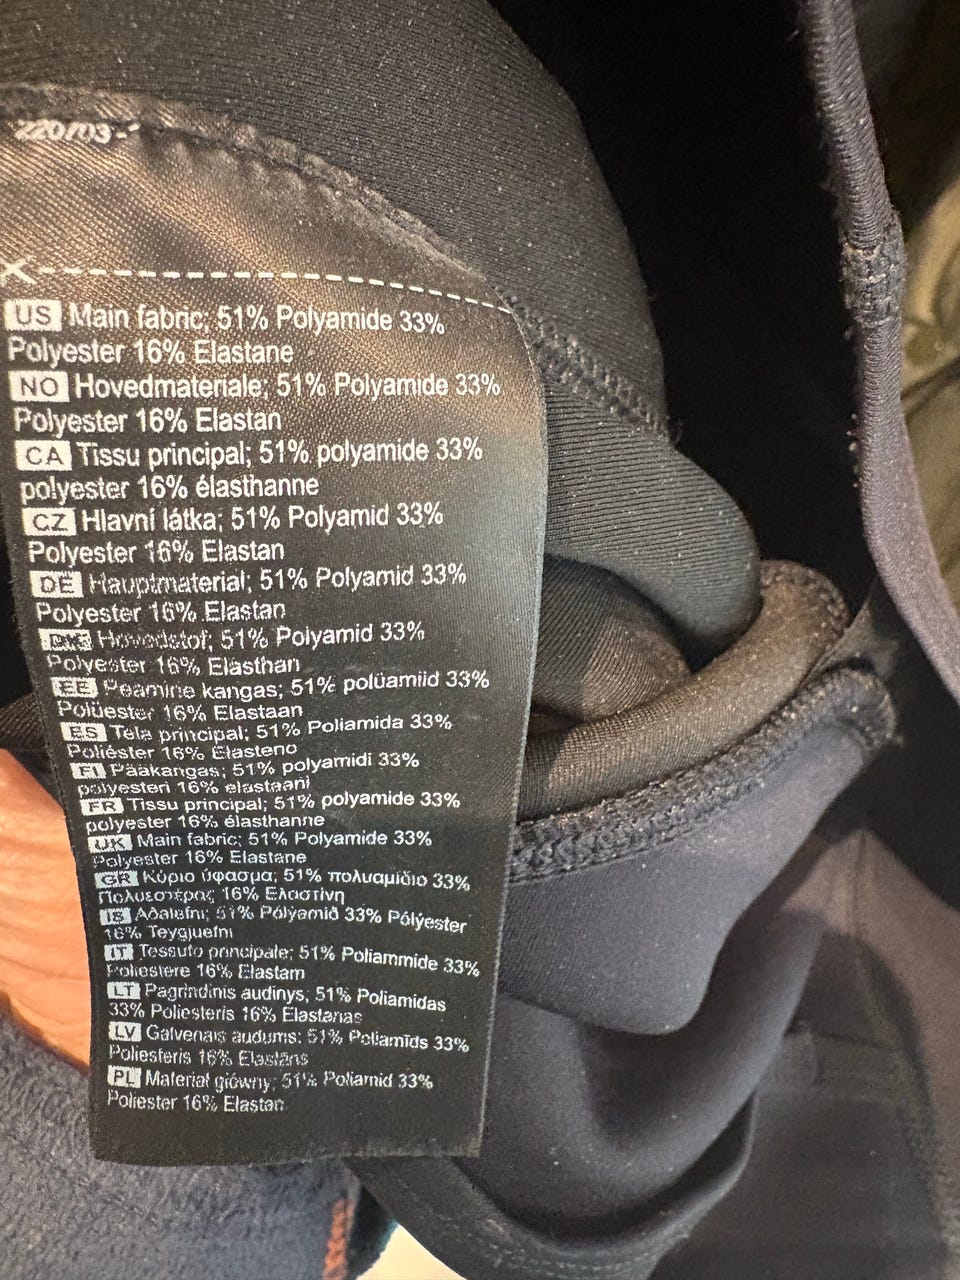 220/03-
US Main fabric; 51% Polyamide 33%
Polyester 16% Elastane
NO Hovedmateriale; 51% Polyamide 33%
Polyester 16% Elastan
CA Tissu principal; 51% polyamide 33%
polyester 16% élasthanne
CZ Hlavní látka; 51% Polyamid 33%
Polyester 16% Elastan
DE Hauptmaterial; 51% Polyamid 33%
Polyester 16% Elastan
DK Hovedstof; 51% Polyamid 33%
Polyester 16% Elasthan
EE Peamine kangas; 51% polüamiid 33%
Polüester 16% Elastaan
ES Tela principal; 51% Poliamida 33%
Poliéster 16% Elasteno
FI Pääkangas; 51% polyamidi 33%
polyesteri 16% elastaani
FR Tissu principal; 51% polyamide 33%
polyester 16% élasthanne
UK Main fabric; 51% Polyamide 33%
Polyester 16% Elastane
GR Κύριο ύφασμα; 51% πολυαμίδιο 33%
Πολυεστέρας 16% Ελαστίνη
IS Aðalefni; 51% Pólýamíð 33% Pólýester
16% Teygjuefni
IT Tessuto principale; 51% Poliammide 33%
Poliestere 16% Elastam
LT Pagrindinis audinys; 51% Poliamidas
33% Poliesteris 16% Elastanas
LV Galvenais audums; 51% Poliamīds 33%
Poliesteris 16% Elastāns
PL Materiał główny; 51% Poliamid 33%
Poliester 16% Elastan